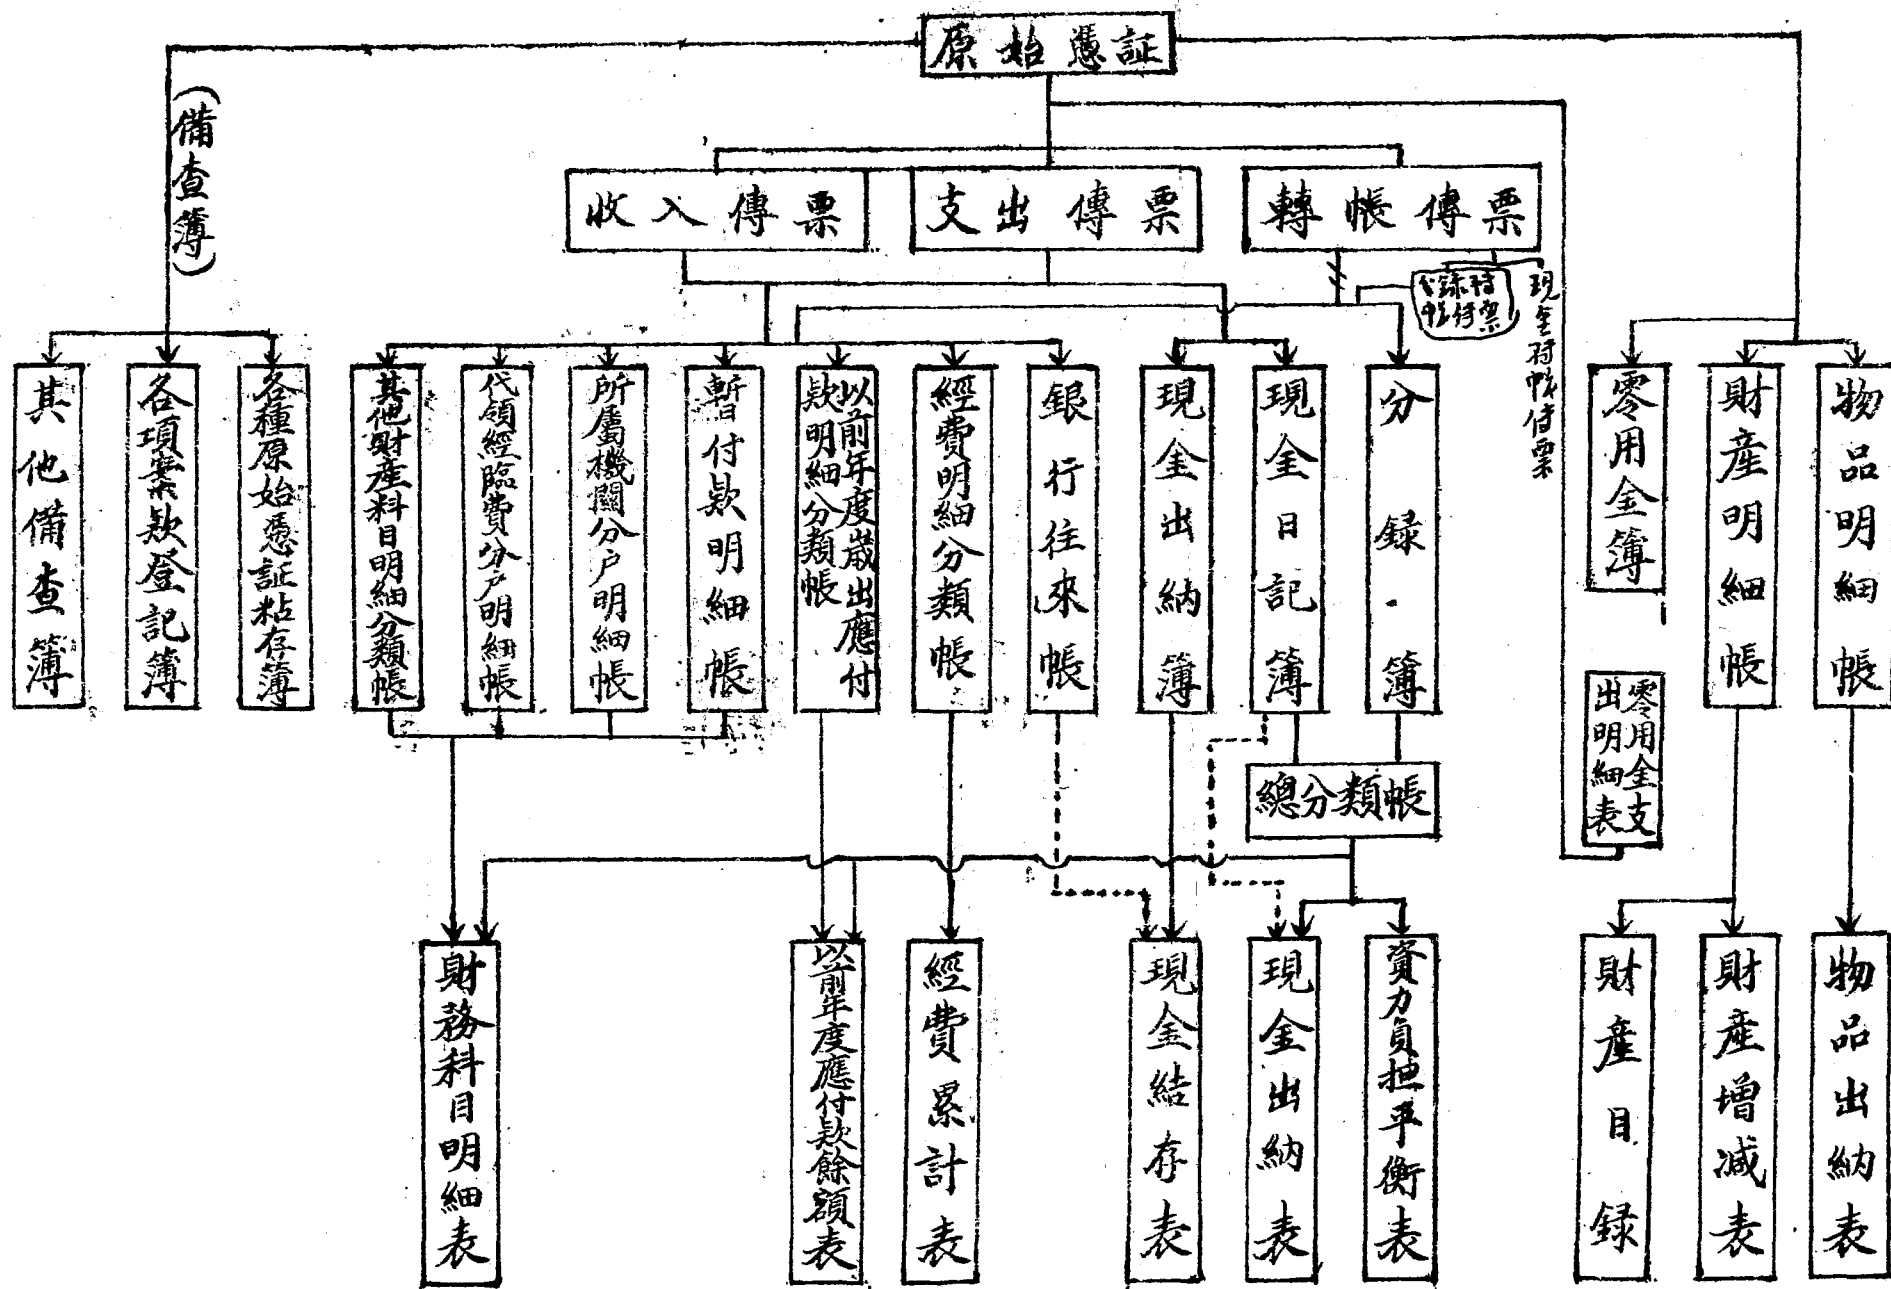 原始憑証
(備查簿)
收入傳票
支出傳票
轉帳傳票
現金轉帳傳票
其他備查簿
各項案款登記簿
各種原始憑証粘存簿
其他財產科目明細分類帳
代領經臨費分戶明細帳
所屬機關分戶明細帳
暫付款明細帳
以前年度歲出應付
款明細分類帳
經費明細分類帳
銀行往來帳
現金出納簿
現金日記簿
分錄簿
零用金簿
財產明細帳
物品明細帳
零用金支
出明細表
總分類帳
財務科目明細表
以前年度應付款餘額表
經費累計表
現金結存表
現金出納表
資力負担平衡表
財產目録
財產增減表
物品出納表